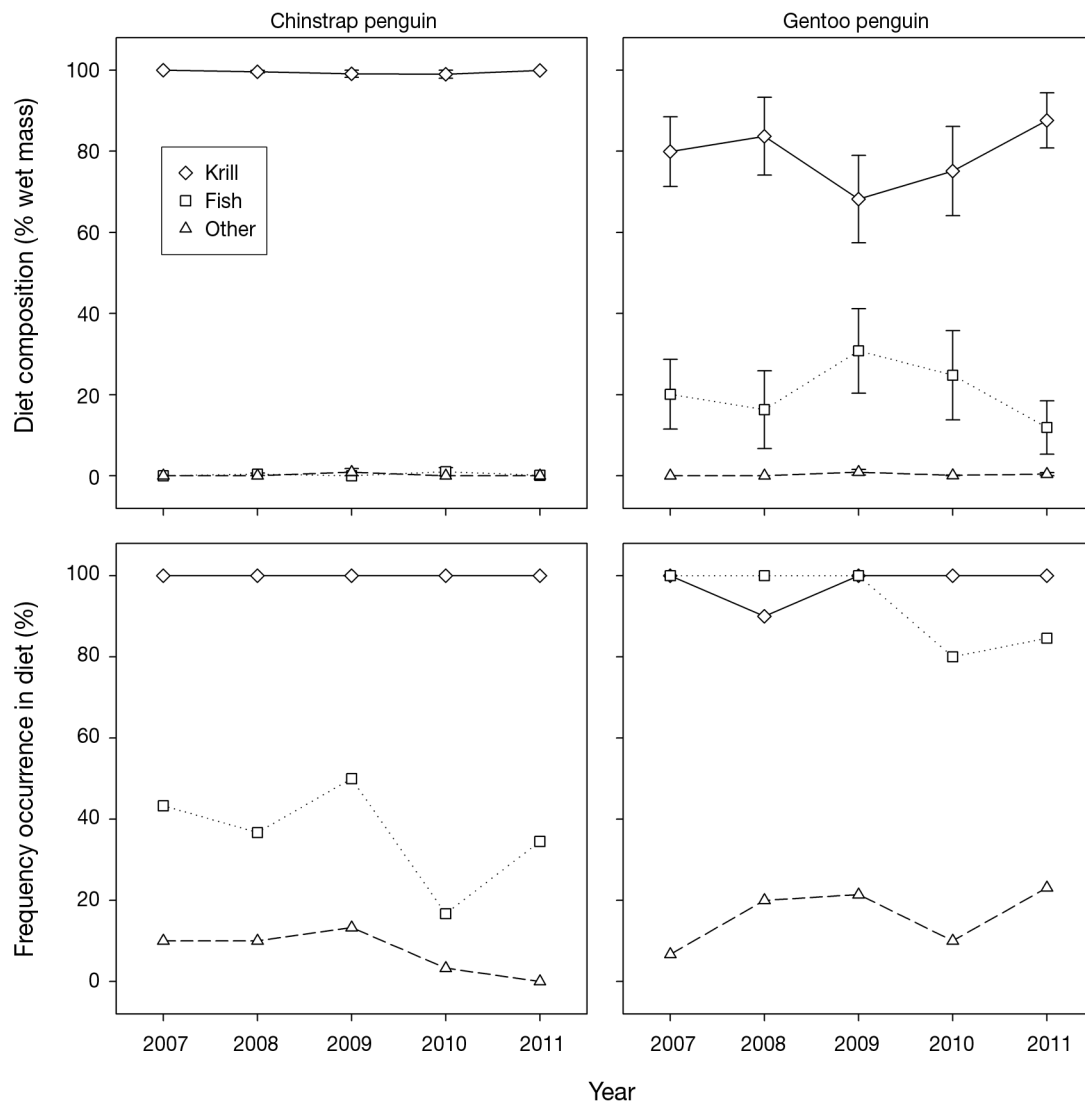 Chinstrap penguin
Gentoo penguin
Diet composition (% wet mass)
100
80
60
40
20
0
Krill
Fish
Other
Frequency occurrence in diet (%)
100
80
60
40
20
0
2007 2008 2009 2010 2011
2007 2008 2009 2010 2011
Year